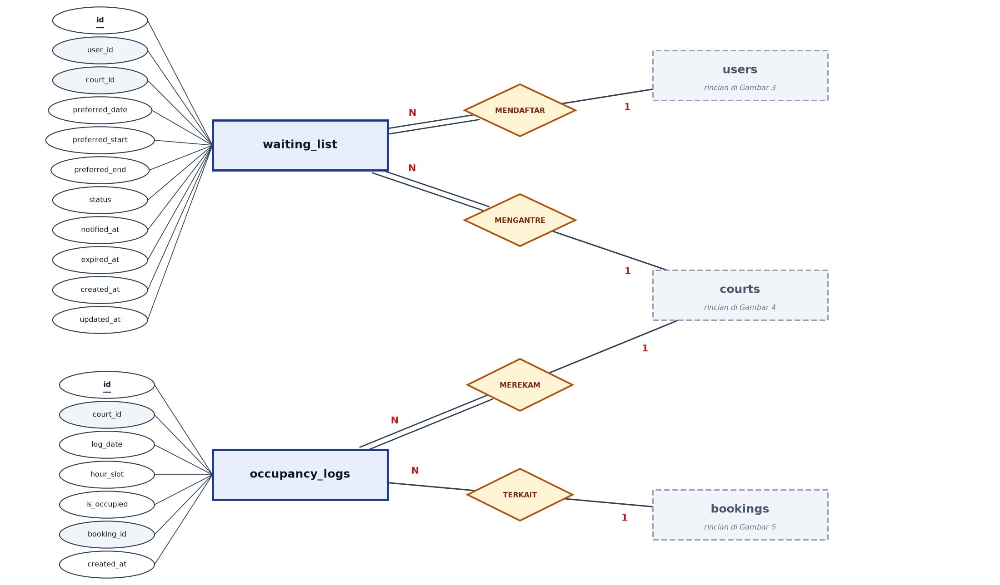 id
user_id
court_id
preferred_date
preferred_start
preferred_end
status
notified_at
expired_at
created_at
updated_at
waiting_list
N
MENDAFTAR
1
users
rincian di Gambar 3
N
MENGANTRE
1
courts
rincian di Gambar 4
1
MEREKAM
N
id
court_id
log_date
hour_slot
is_occupied
booking_id
created_at
occupancy_logs
N
TERKAIT
1
bookings
rincian di Gambar 5